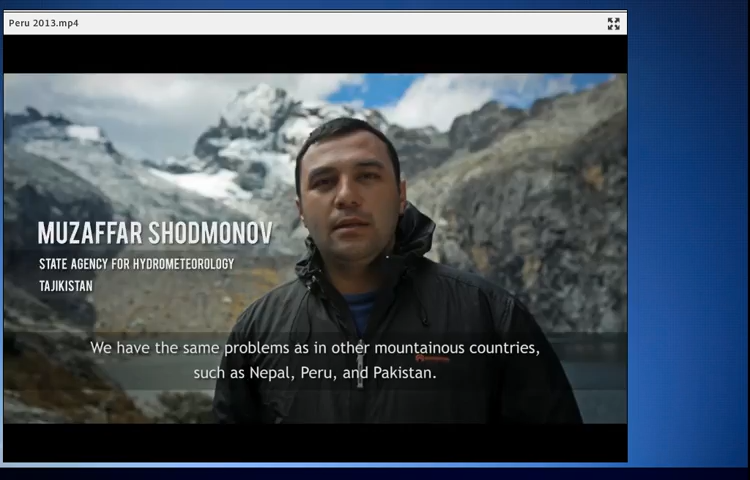 Peru 2013.mp4
MUZAFFAR SHODMONOV
STATE AGENCY FOR HYDROMETEOROLOGY
TAJIKISTAN
We have the same problems as in other mountainous countries,
such as Nepal, Peru, and Pakistan.